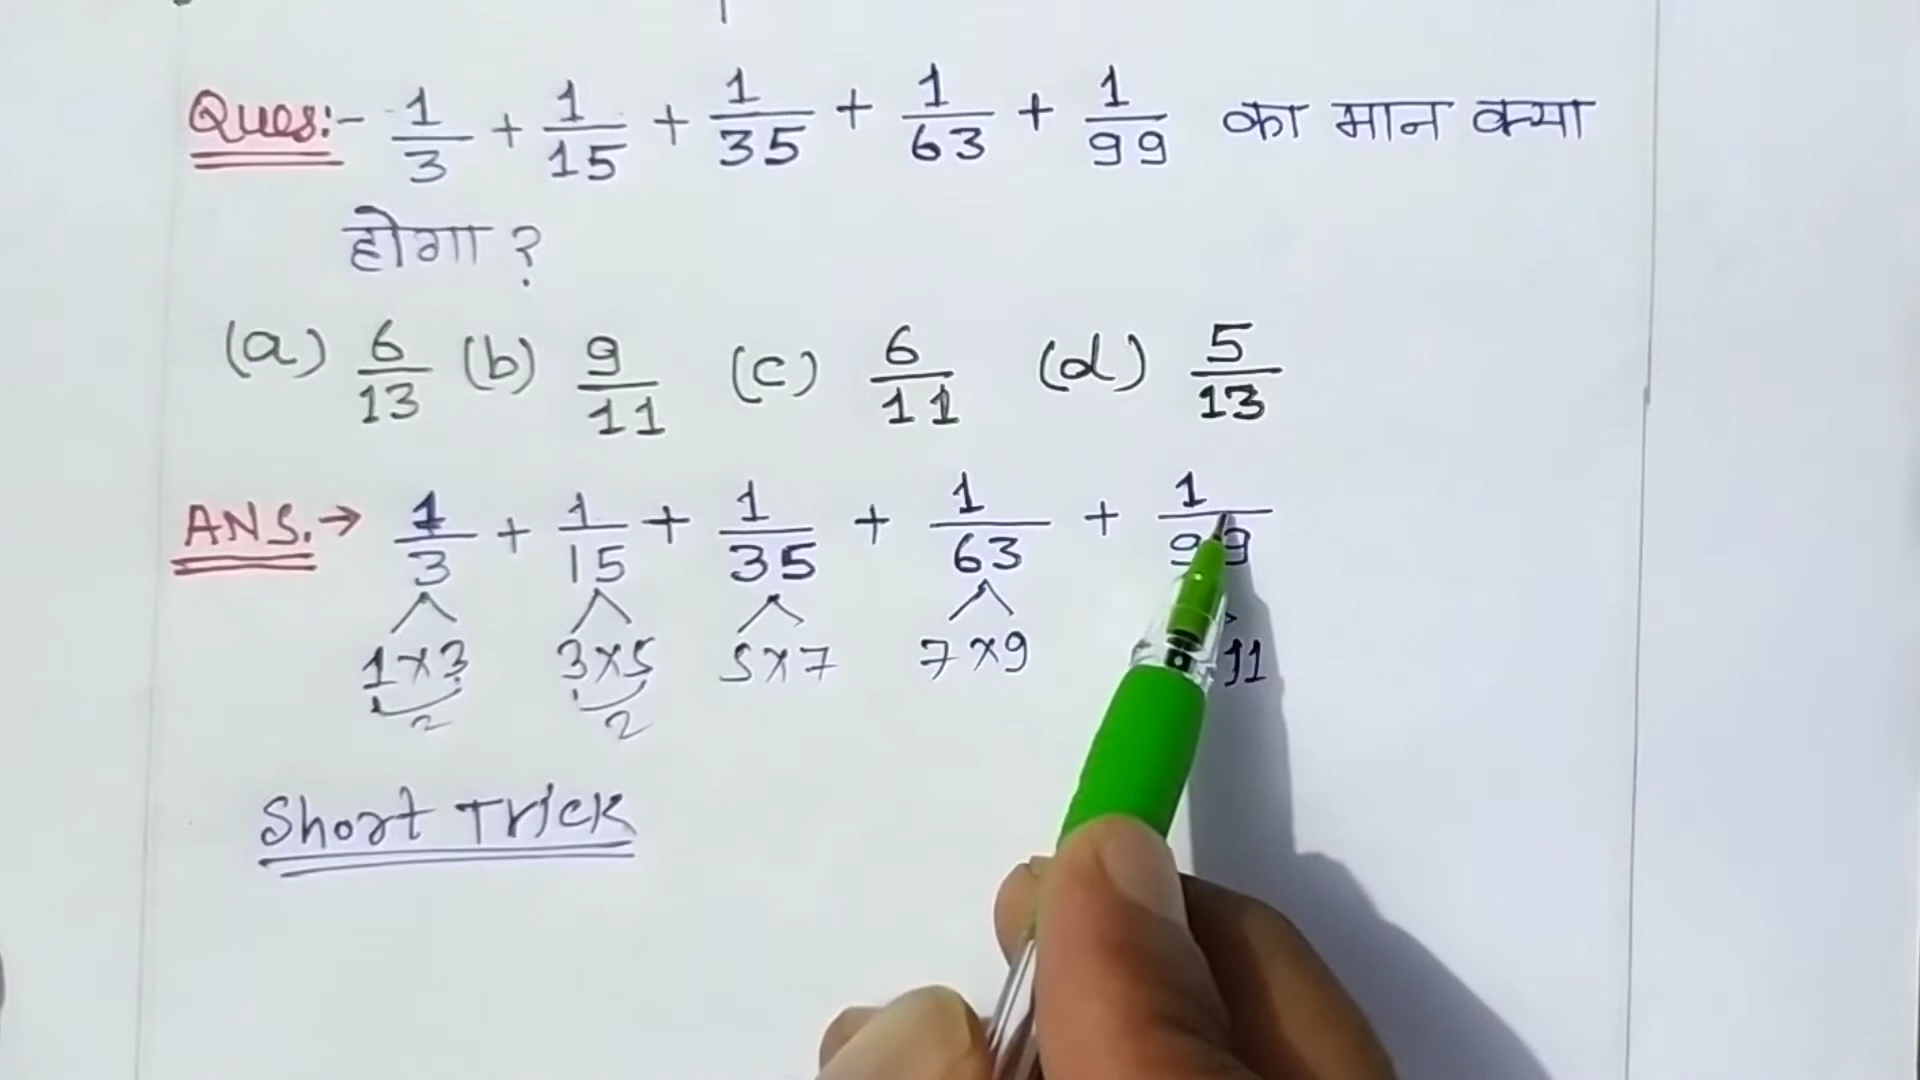 Ques:- 1/3 + 1/15 + 1/35 + 1/63 + 1/99 का मान क्या
होगा ?
(a) 6/13 (b) 9/11 (c) 6/11 (d) 5/13
ANS.→ 1/3 + 1/15 + 1/35 + 1/63 + 1/99
1×3 3×5 5×7 7×9 11
2 2
Short Trick